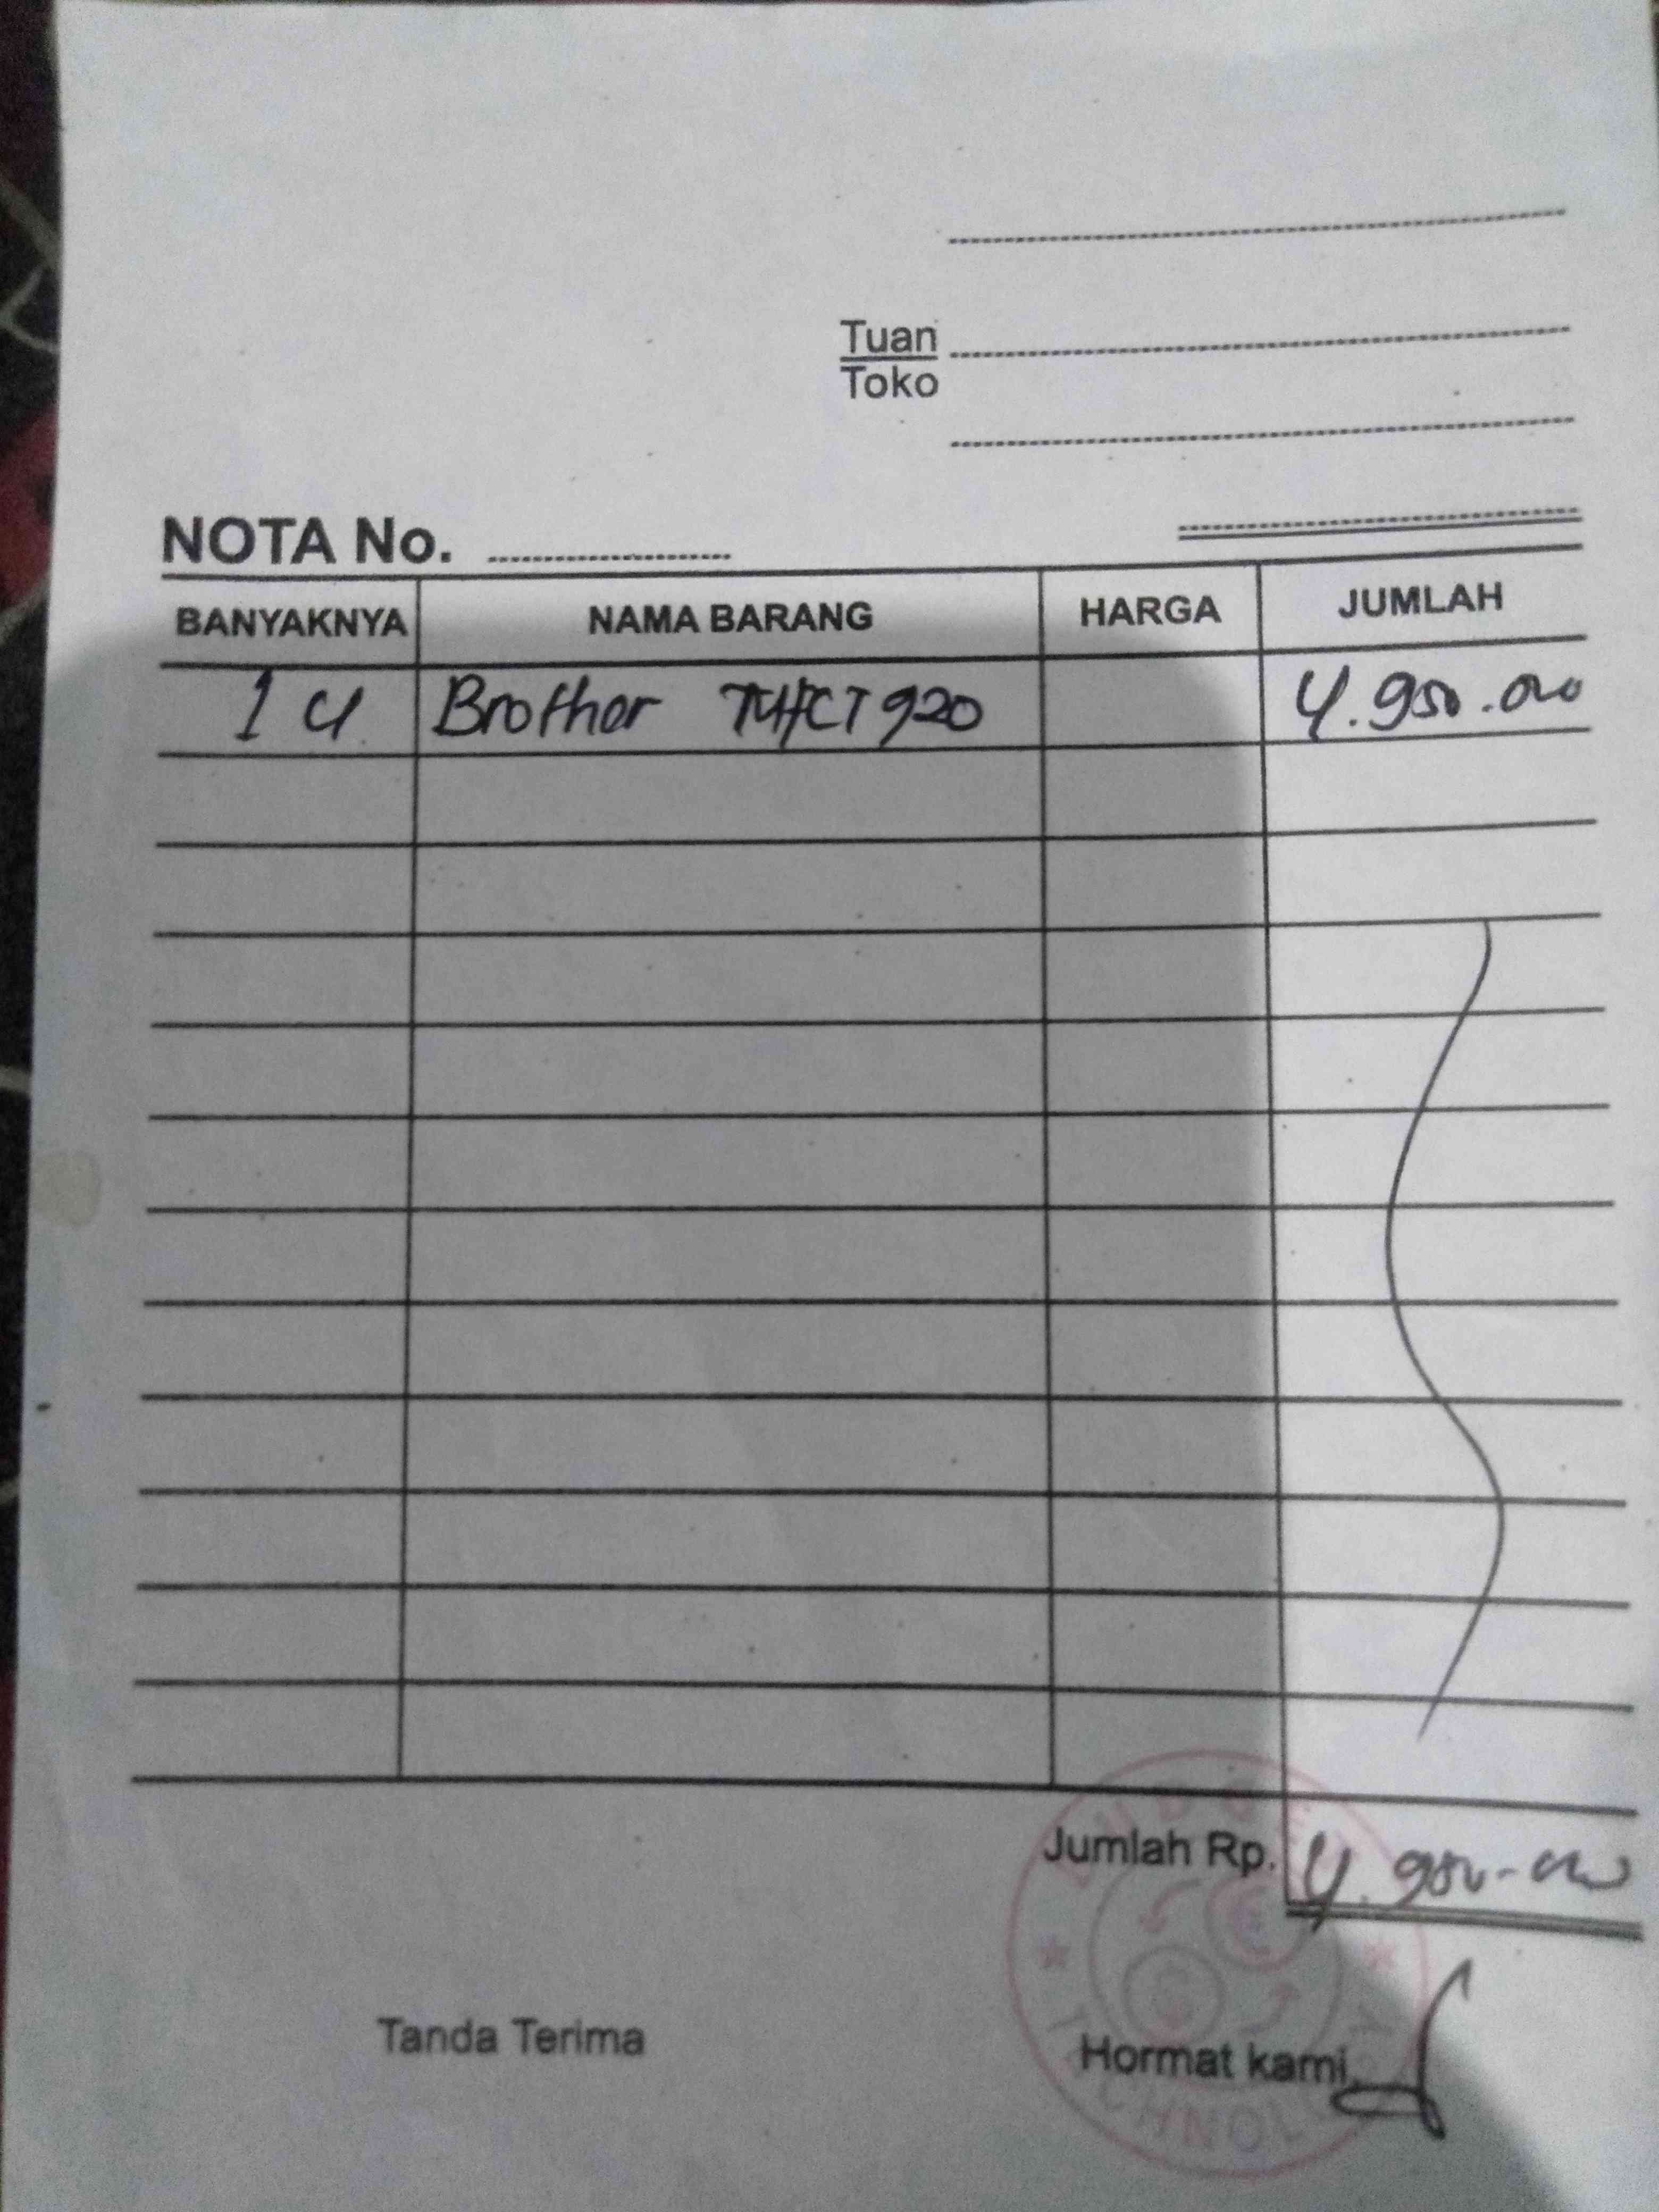 Tuan
Toko
NOTA No.
BANYAKNYA NAMA BARANG HARGA JUMLAH
1 u Brother 920 4.950.000
Jumlah Rp. 4.950.000
Tanda Terima Hormat kami,